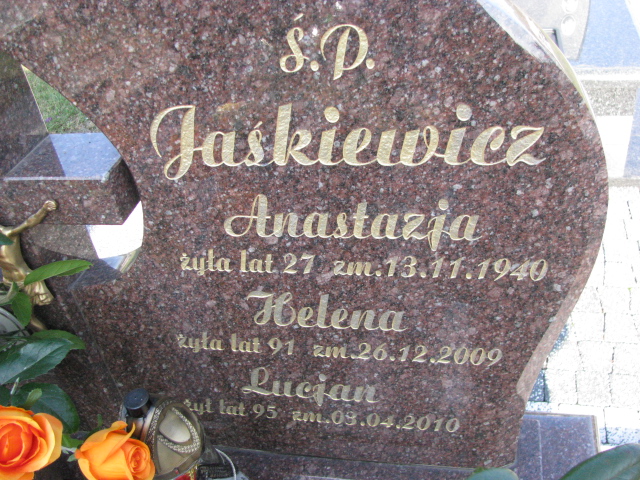 Ś.P.
Jaśkiewicz
Anastazja
żyła lat 27 zm.13.11.1940
Helena
żyła lat 91 zm.26.12.2009
Lucjan
żył lat 95 zm.03.04.2010